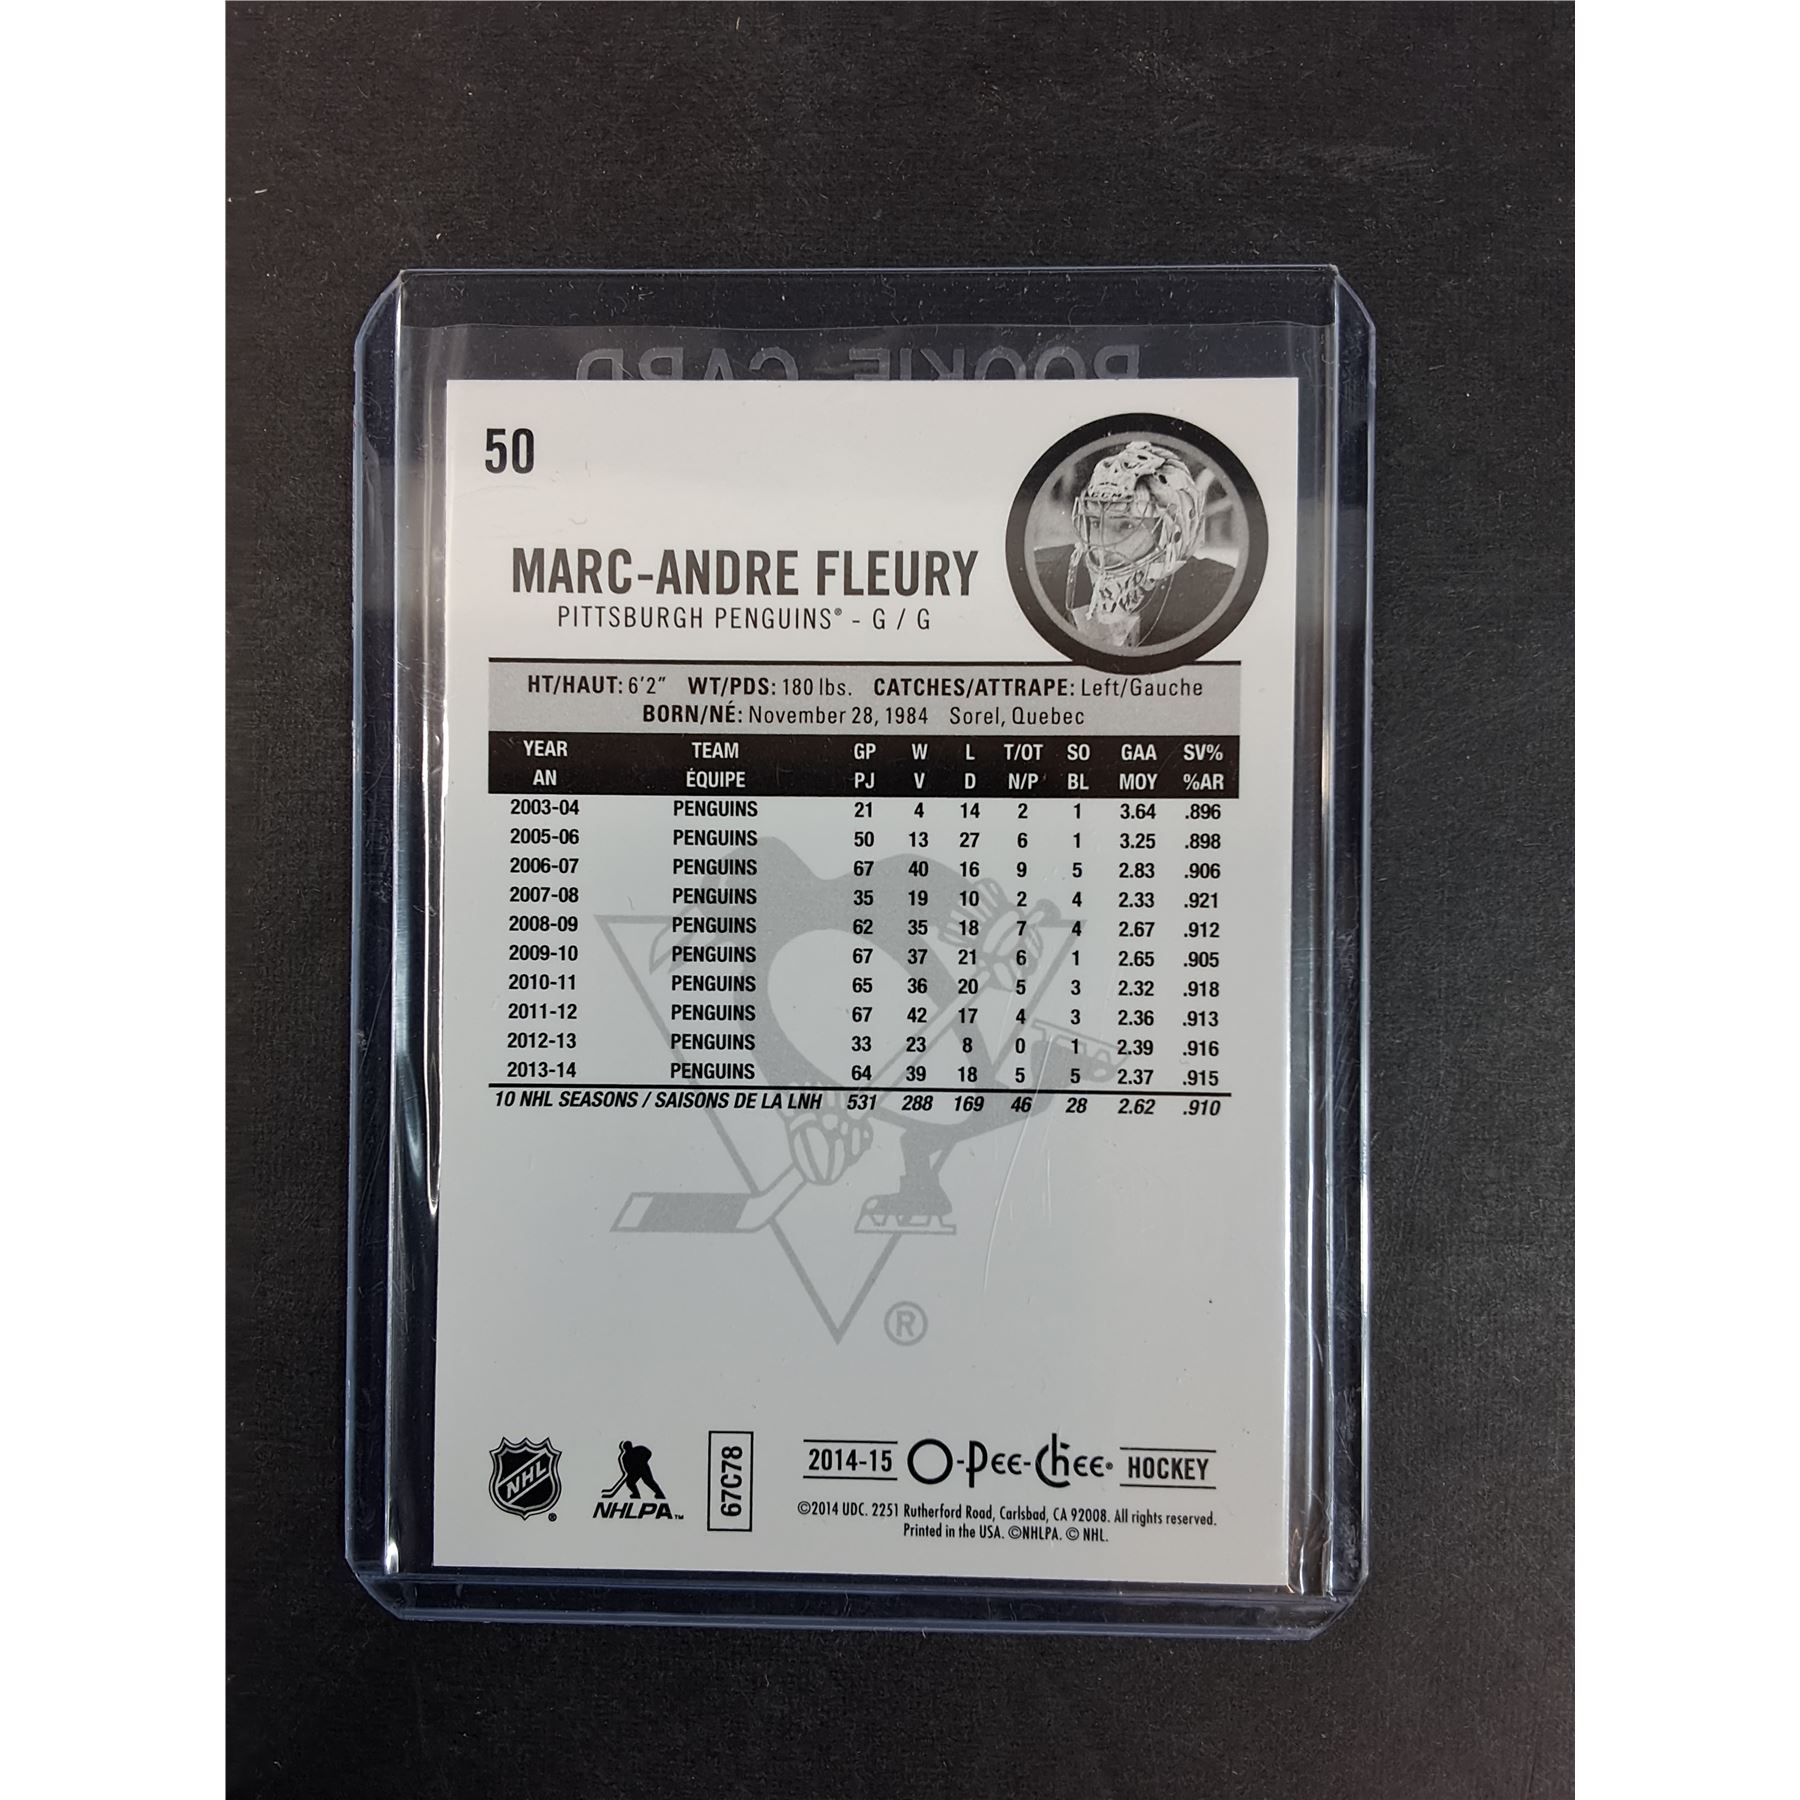 ROOKIE CARD
50
CCM
MARC-ANDRE FLEURY
PITTSBURGH PENGUINS® - G / G
HT/HAUT: 6'2" WT/PDS: 180 lbs. CATCHES/ATTRAPE: Left/Gauche
BORN/NÉ: November 28, 1984 Sorel, Quebec
YEAR TEAM GP W L T/OT SO GAA SV%
AN ÉQUIPE PJ V D N/P BL MOY %AR
2003-04 PENGUINS 21 4 14 2 1 3.64 .896
2005-06 PENGUINS 50 13 27 6 1 3.25 .898
2006-07 PENGUINS 67 40 16 9 5 2.83 .906
2007-08 PENGUINS 35 19 10 2 4 2.33 .921
2008-09 PENGUINS 62 35 18 7 4 2.67 .912
2009-10 PENGUINS 67 37 21 6 1 2.65 .905
2010-11 PENGUINS 65 36 20 5 3 2.32 .918
2011-12 PENGUINS 67 42 17 4 3 2.36 .913
2012-13 PENGUINS 33 23 8 0 1 2.39 .916
2013-14 PENGUINS 64 39 18 5 5 2.37 .915
10 NHL SEASONS / SAISONS DE LA LNH 531 288 169 46 28 2.62 .910
®
NHL ®
NHLPA™
67C78
2014-15 O-Pee-Chee® HOCKEY
©2014 UDC. 2251 Rutherford Road, Carlsbad, CA 92008. All rights reserved.
Printed in the USA. ©NHLPA. © NHL.